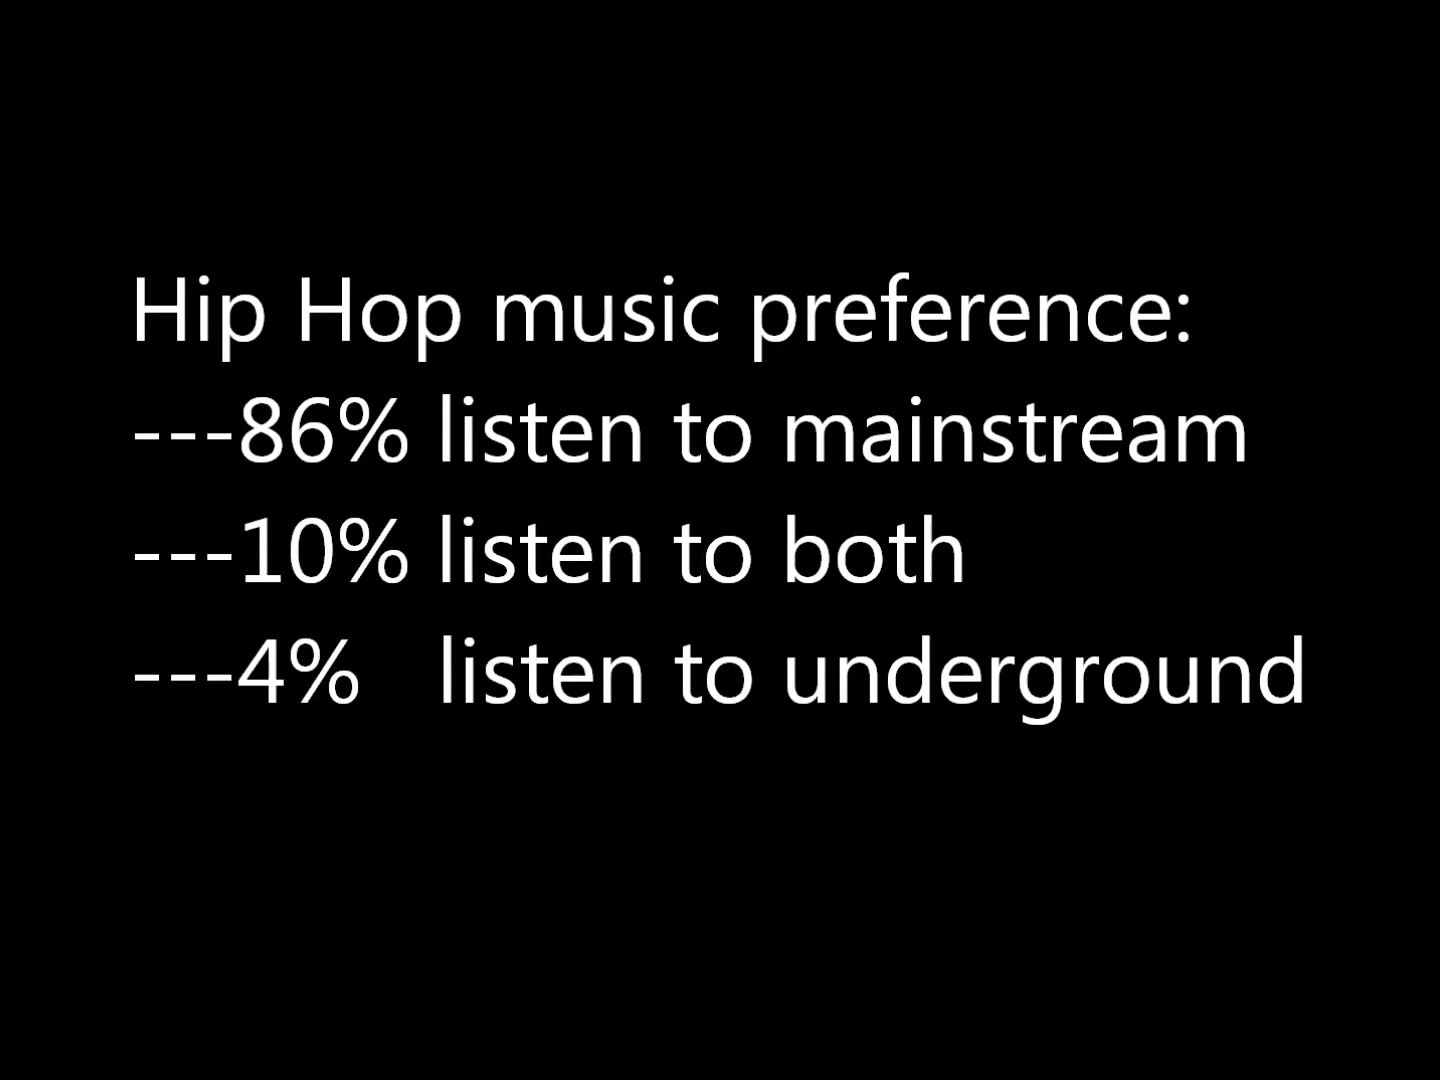 Hip Hop music preference:
---86% listen to mainstream
---10% listen to both
---4%   listen to underground